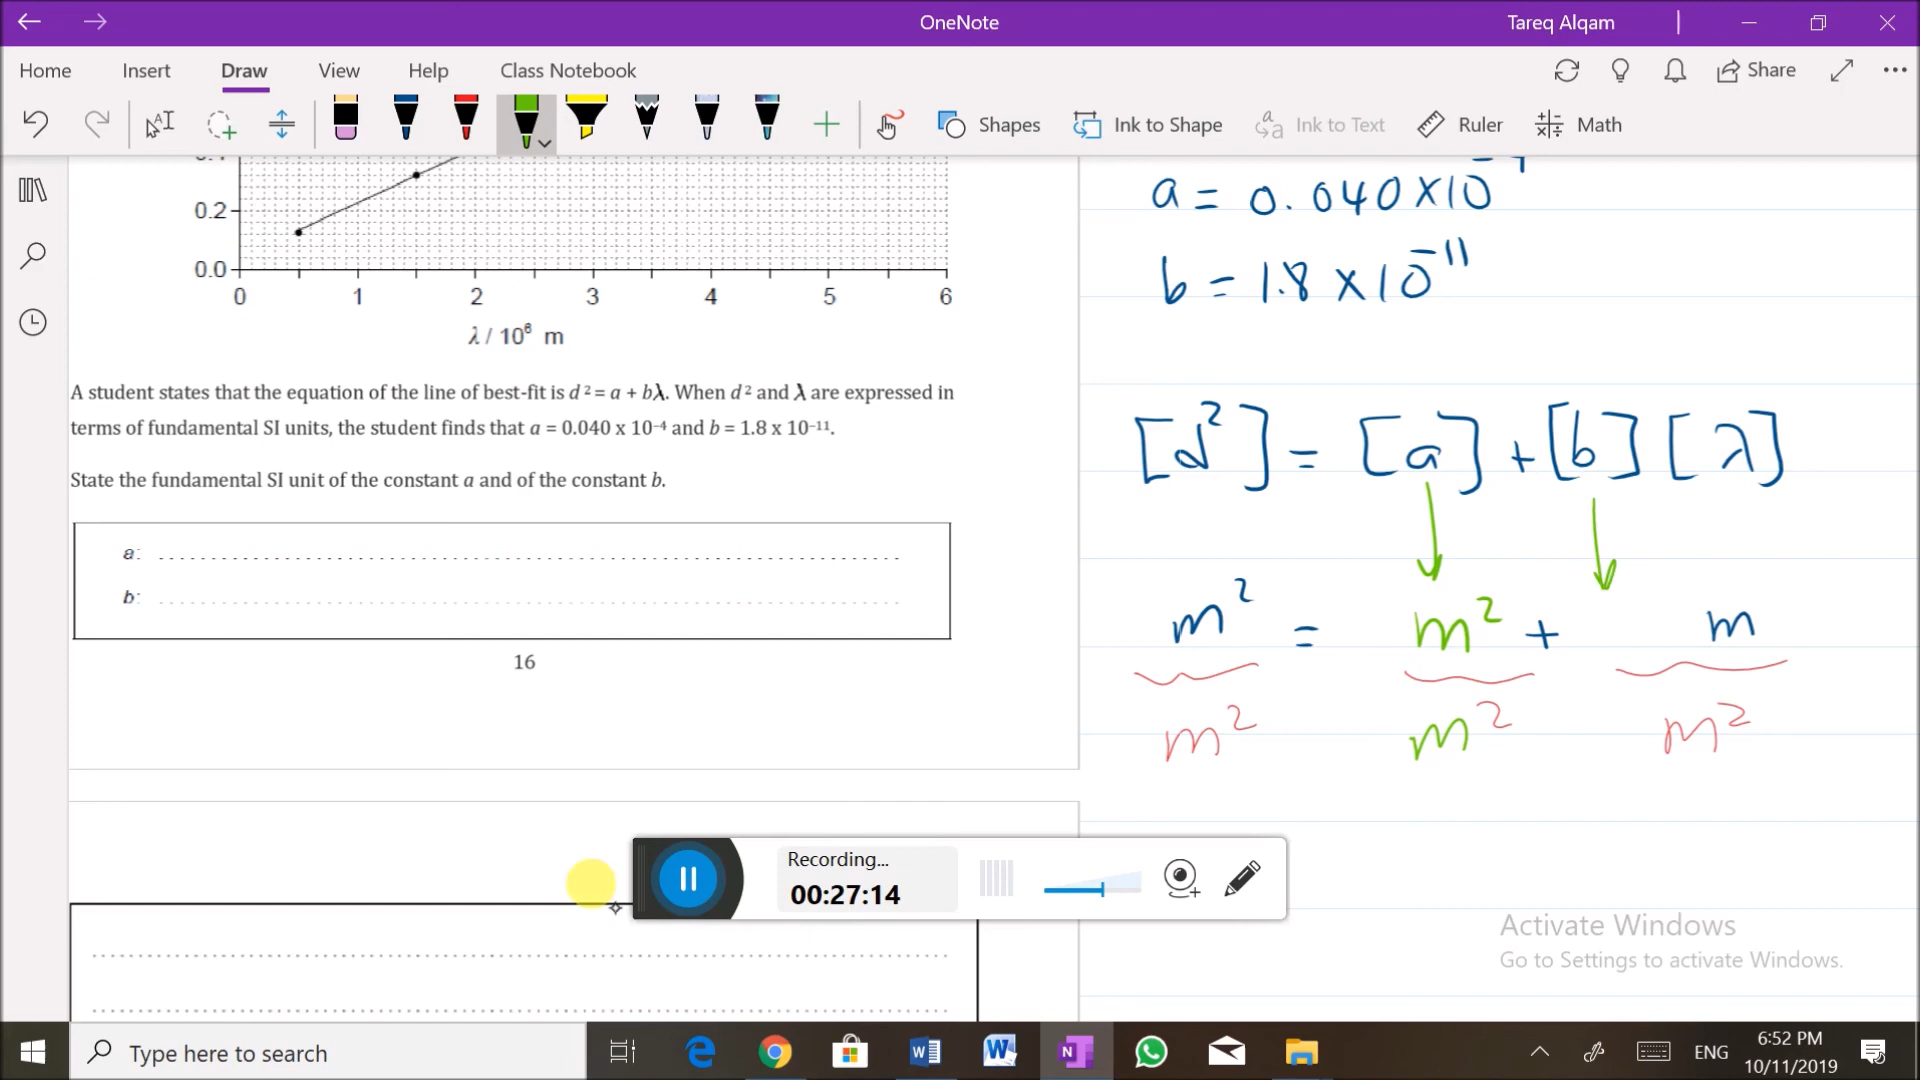 OneNote
Tareq Alqam
Home Insert Draw View Help Class Notebook
Share
Shapes Ink to Shape Ink to Text Ruler Math
0.2
0.0
0 1 2 3 4 5 6
λ / 10⁶ m
A student states that the equation of the line of best-fit is d ² = a + bλ. When d ² and λ are expressed in
terms of fundamental SI units, the student finds that a = 0.040 x 10⁻⁴ and b = 1.8 x 10⁻¹¹.
State the fundamental SI unit of the constant a and of the constant b.
a:
b:
16
a = 0.040×10
b = 1.8 ×10⁻¹¹
[d²] = [a] + [b] [λ]
m² = m² + m
m² m² m²
Recording...
00:27:14
Activate Windows
Go to Settings to activate Windows.
Type here to search
ENG
6:52 PM
10/11/2019